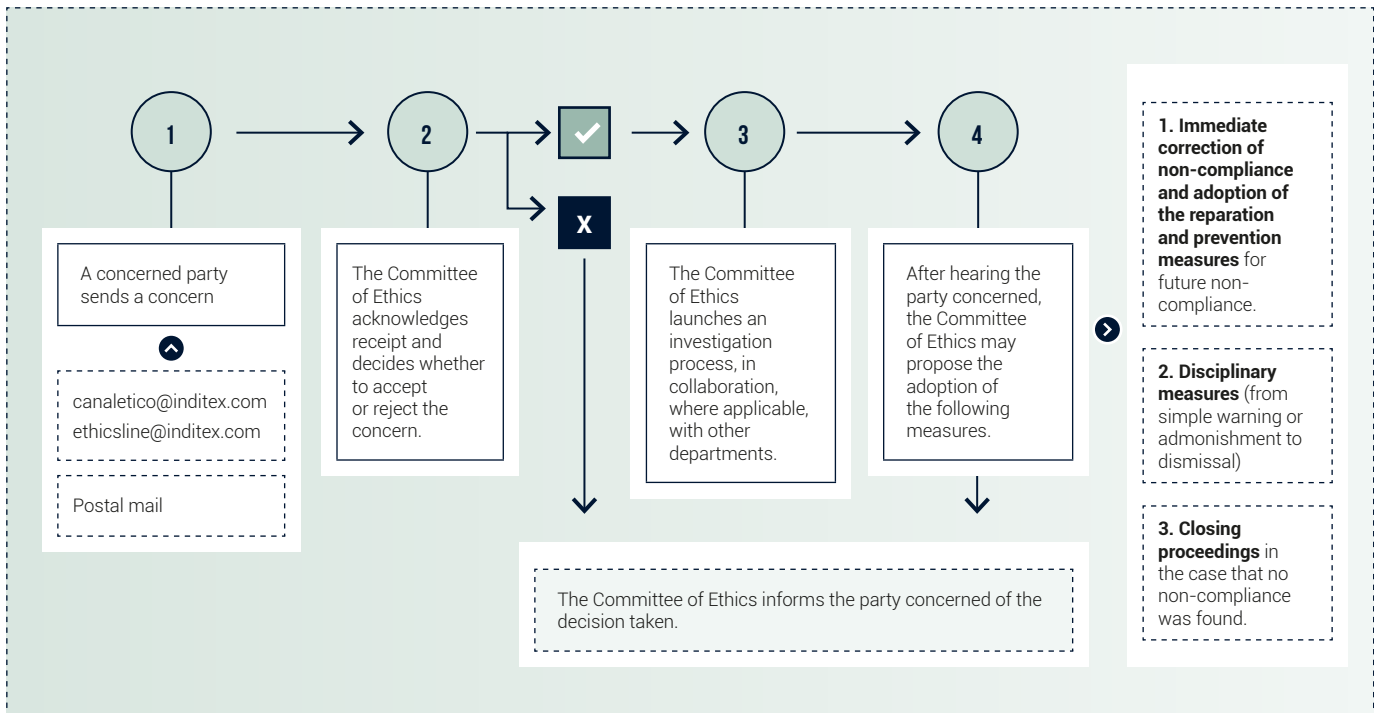 1
2
3
4
X
A concerned party
sends a concern
canaletico@inditex.com
ethicsline@inditex.com
Postal mail
The Committee
of Ethics
acknowledges
receipt and
decides whether
to accept
or reject the
concern.
The Committee
of Ethics
launches an
investigation
process, in
collaboration,
where applicable,
with other
departments.
After hearing the
party concerned,
the Committee
of Ethics may
propose the
adoption of
the following
measures.
1. Immediate
correction of
non-compliance
and adoption of
the reparation
and prevention
measures for
future non-
compliance.
2. Disciplinary
measures (from
simple warning or
admonishment to
dismissal)
3. Closing
proceedings in
the case that no
non-compliance
was found.
The Committee of Ethics informs the party concerned of the
decision taken.